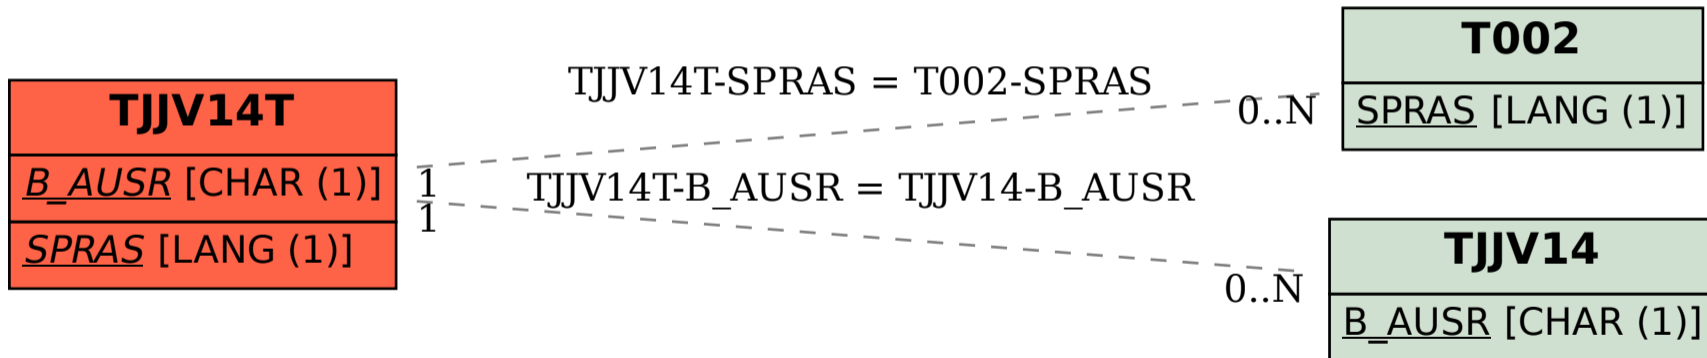 TJJV14T
B_AUSR [CHAR (1)]
SPRAS [LANG (1)]
TJJV14T-SPRAS = T002-SPRAS
1
0..N
TJJV14T-B_AUSR = TJJV14-B_AUSR
1
0..N
T002
SPRAS [LANG (1)]
TJJV14
B_AUSR [CHAR (1)]